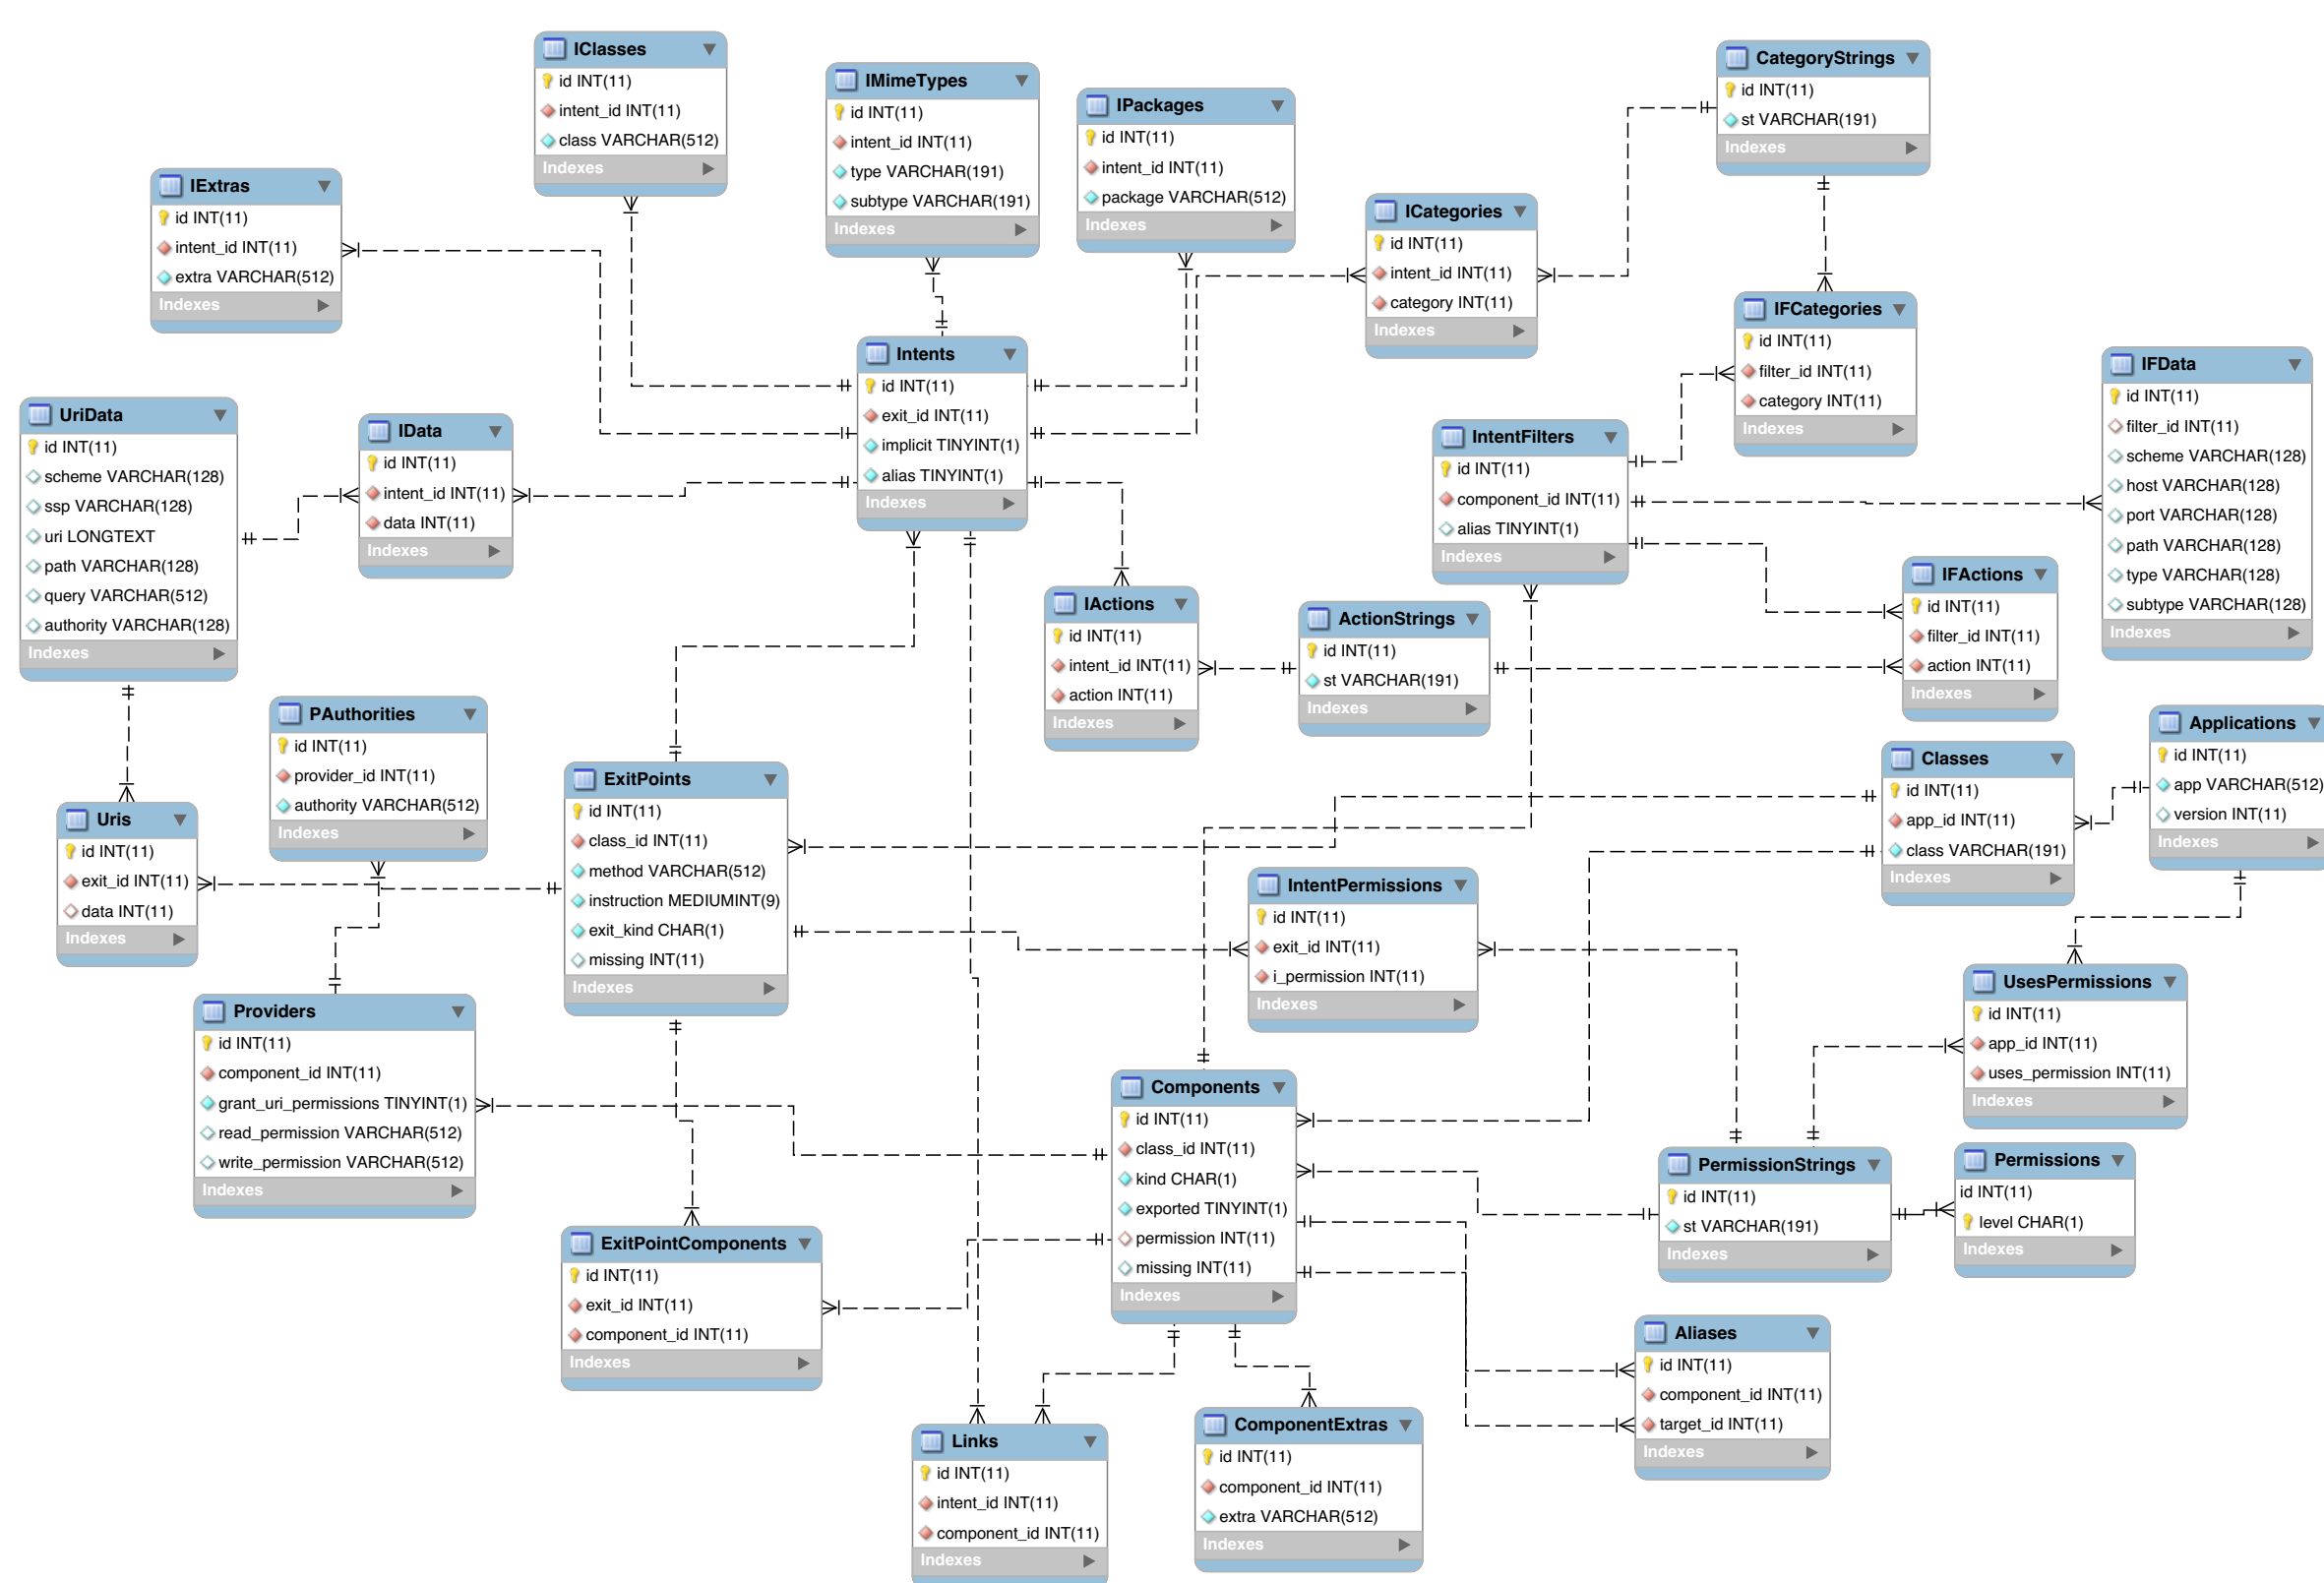 IClasses
id INT(11)
intent_id INT(11)
class VARCHAR(512)
Indexes
IMimeTypes
id INT(11)
intent_id INT(11)
type VARCHAR(191)
subtype VARCHAR(191)
Indexes
IPackages
id INT(11)
intent_id INT(11)
package VARCHAR(512)
Indexes
CategoryStrings
id INT(11)
st VARCHAR(191)
Indexes
IExtras
id INT(11)
intent_id INT(11)
extra VARCHAR(512)
Indexes
ICategories
id INT(11)
intent_id INT(11)
category INT(11)
Indexes
IFCategories
id INT(11)
filter_id INT(11)
category INT(11)
Indexes
Intents
id INT(11)
exit_id INT(11)
implicit TINYINT(1)
alias TINYINT(1)
Indexes
IFData
id INT(11)
filter_id INT(11)
scheme VARCHAR(128)
host VARCHAR(128)
port VARCHAR(128)
path VARCHAR(128)
type VARCHAR(128)
subtype VARCHAR(128)
Indexes
UriData
id INT(11)
scheme VARCHAR(128)
ssp VARCHAR(128)
uri LONGTEXT
path VARCHAR(128)
query VARCHAR(512)
authority VARCHAR(128)
Indexes
IData
id INT(11)
intent_id INT(11)
data INT(11)
Indexes
IntentFilters
id INT(11)
component_id INT(11)
alias TINYINT(1)
Indexes
IFActions
id INT(11)
filter_id INT(11)
action INT(11)
Indexes
IActions
id INT(11)
intent_id INT(11)
action INT(11)
Indexes
ActionStrings
id INT(11)
st VARCHAR(191)
Indexes
PAuthorities
id INT(11)
provider_id INT(11)
authority VARCHAR(512)
Indexes
Applications
id INT(11)
app VARCHAR(512)
version INT(11)
Indexes
Classes
id INT(11)
app_id INT(11)
class VARCHAR(191)
Indexes
ExitPoints
id INT(11)
class_id INT(11)
method VARCHAR(512)
instruction MEDIUMINT(9)
exit_kind CHAR(1)
missing INT(11)
Indexes
Uris
id INT(11)
exit_id INT(11)
data INT(11)
Indexes
IntentPermissions
id INT(11)
exit_id INT(11)
i_permission INT(11)
Indexes
UsesPermissions
id INT(11)
app_id INT(11)
uses_permission INT(11)
Indexes
Providers
id INT(11)
component_id INT(11)
grant_uri_permissions TINYINT(1)
read_permission VARCHAR(512)
write_permission VARCHAR(512)
Indexes
Components
id INT(11)
class_id INT(11)
kind CHAR(1)
exported TINYINT(1)
permission INT(11)
missing INT(11)
Indexes
PermissionStrings
id INT(11)
st VARCHAR(191)
Indexes
Permissions
id INT(11)
level CHAR(1)
Indexes
ExitPointComponents
id INT(11)
exit_id INT(11)
component_id INT(11)
Indexes
Aliases
id INT(11)
component_id INT(11)
target_id INT(11)
Indexes
Links
id INT(11)
intent_id INT(11)
component_id INT(11)
Indexes
ComponentExtras
id INT(11)
component_id INT(11)
extra VARCHAR(512)
Indexes